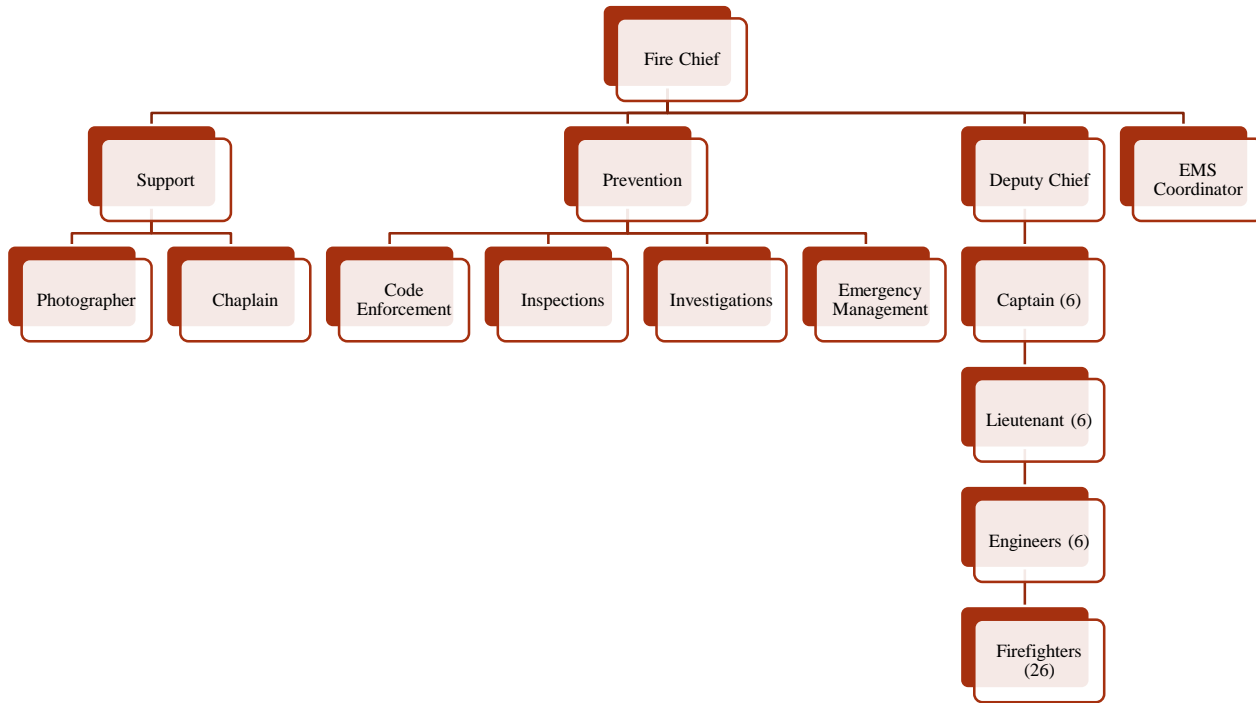 Fire Chief
Support
Prevention
Deputy Chief
EMS
Coordinator
Photographer
Chaplain
Code
Enforcement
Inspections
Investigations
Emergency
Management
Captain (6)
Lieutenant (6)
Engineers (6)
Firefighters
(26)